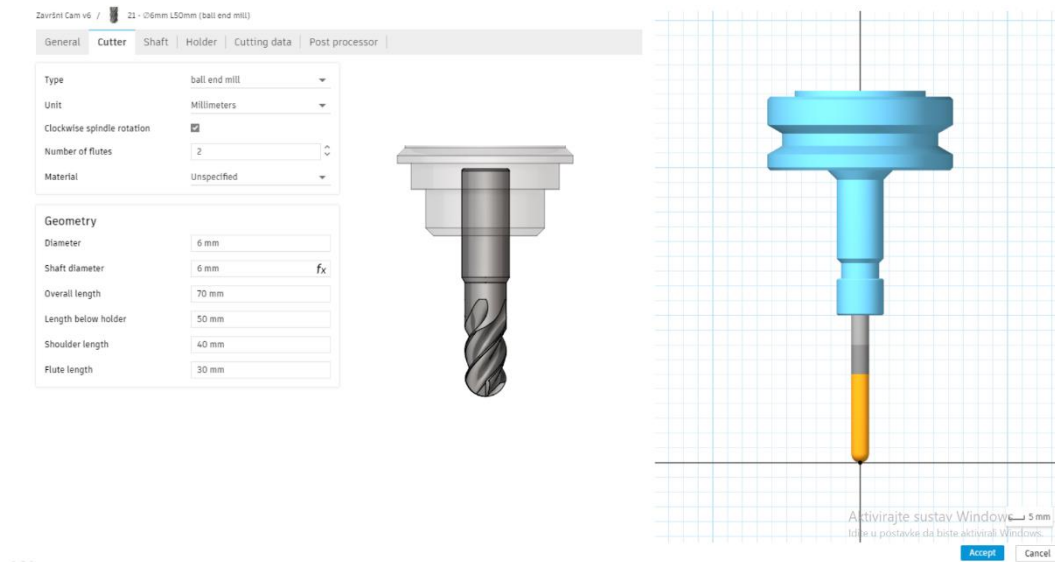 Završni Cam v6 / 21 - Ø6mm L50mm (ball end mill)
General Cutter Shaft Holder Cutting data Post processor
Type ball end mill
Unit Millimeters
Clockwise spindle rotation
Number of flutes 2
Material Unspecified
Geometry
Diameter 6 mm
Shaft diameter 6 mm fx
Overall length 70 mm
Length below holder 50 mm
Shoulder length 40 mm
Flute length 30 mm
Aktivirajte sustav Windows
5 mm
Idite u postavke da biste aktivirali Windows.
Accept Cancel